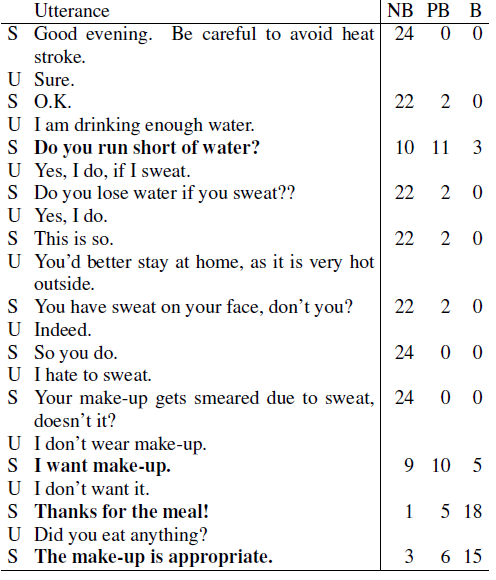 Utterance NB PB B
S Good evening. Be careful to avoid heat 24 0 0
stroke.
U Sure.
S O.K. 22 2 0
U I am drinking enough water.
S Do you run short of water? 10 11 3
U Yes, I do, if I sweat.
S Do you lose water if you sweat?? 22 2 0
U Yes, I do.
S This is so. 22 2 0
U You'd better stay at home, as it is very hot
outside.
S You have sweat on your face, don't you? 22 2 0
U Indeed.
S So you do. 24 0 0
U I hate to sweat.
S Your make-up gets smeared due to sweat, 24 0 0
doesn't it?
U I don't wear make-up.
S I want make-up. 9 10 5
U I don't want it.
S Thanks for the meal! 1 5 18
U Did you eat anything?
S The make-up is appropriate. 3 6 15